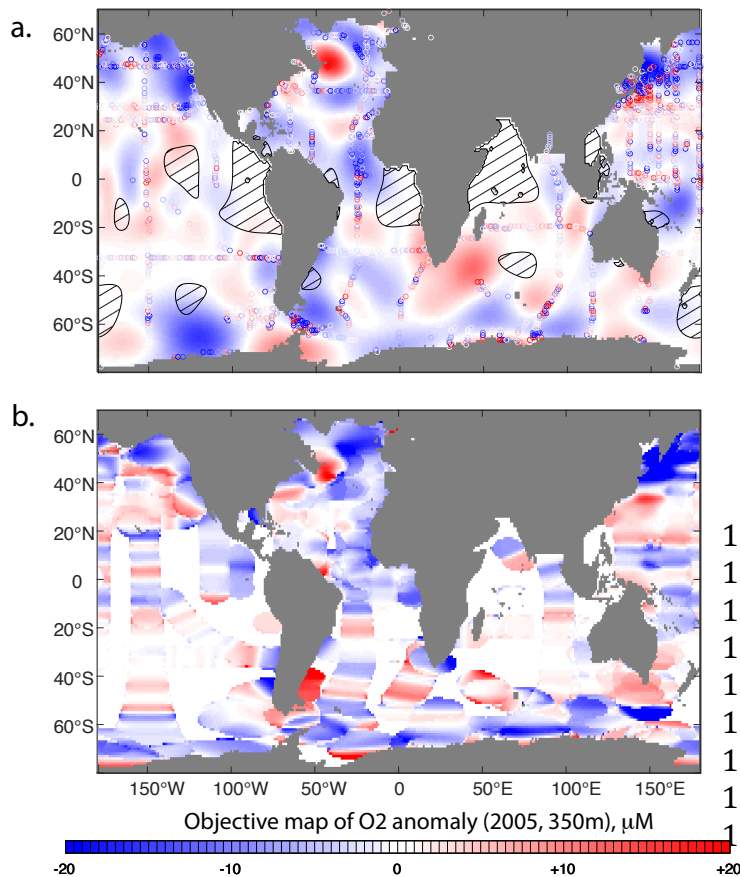 a.
60°N
40°N
20°N
0
20°S
40°S
60°S
b.
60°N
40°N
20°N
0
20°S
40°S
60°S
1
1
1
1
1
1
1
1
1
150°W 100°W 50°W 0 50°E 100°E 150°E
Objective map of O2 anomaly (2005, 350m), µM
-20 -10 0 +10 +20